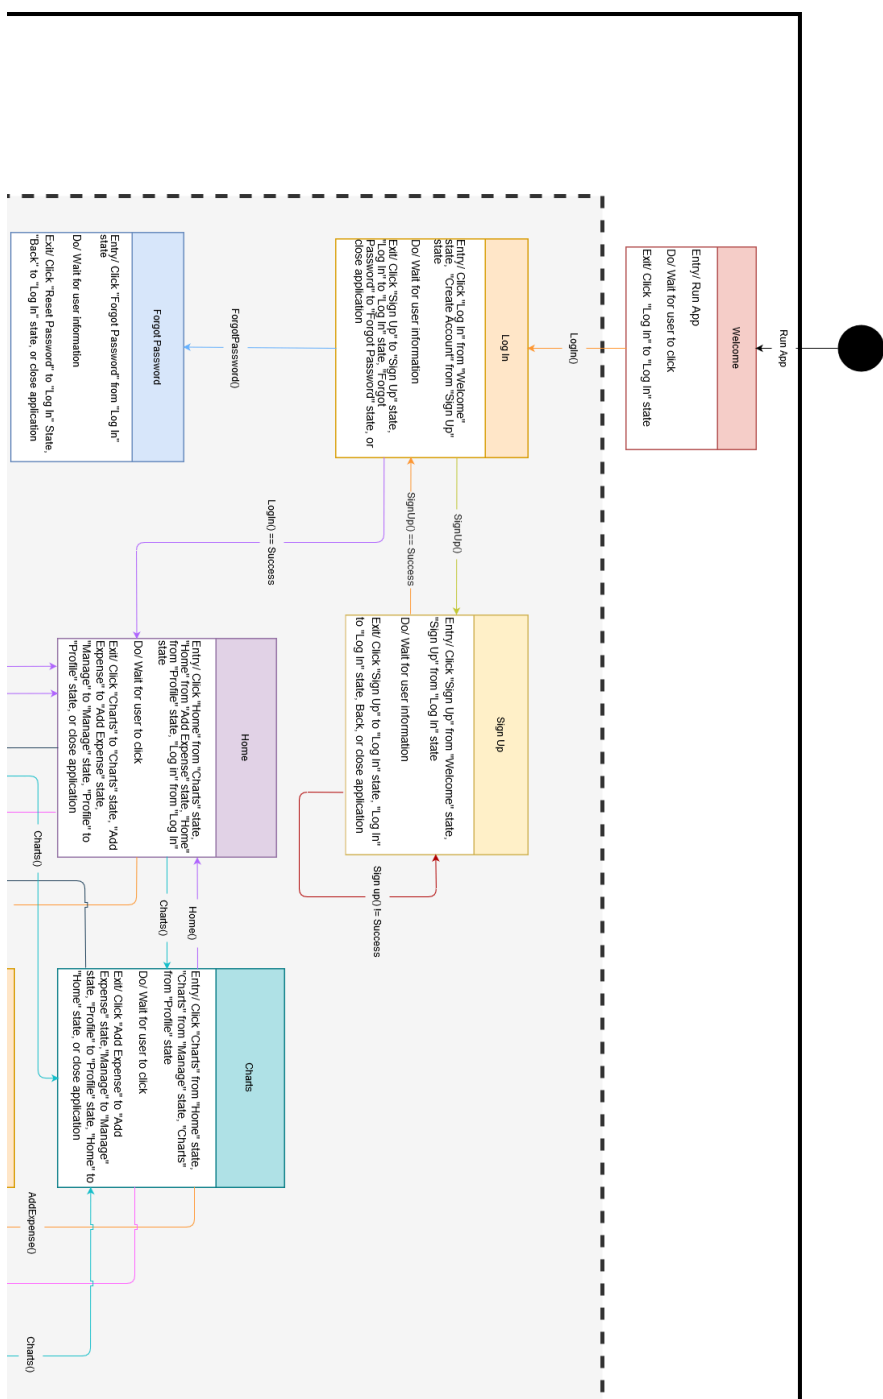 Run App
Welcome
Entry/ Run App
Do/ Wait for user to click
Exit/ Click "Log In" to "Log In" state
LogIn()
Log In
Entry/ Click "Log In" from "Welcome"
state, "Create Account" from "Sign Up"
state
Do/ Wait for user information
Exit/ Click "Sign Up" to "Sign Up" state,
"Log In" to "Log In" state, "Forgot
Password" to "Forgot Password" state, or
close application
SignUp()
SignUp() == Success
Sign Up
Entry/ Click "Sign Up" from "Welcome" state,
"Sign Up" from "Log In" state
Do/ Wait for user information
Exit/ Click "Sign Up" to "Log In" state, "Log In"
to "Log In" state, Back, or close application
Sign up() != Success
ForgotPassword()
LogIn() == Success
Forgot Password
Entry/ Click "Forgot Password" from "Log In"
state
Do/ Wait for user information
Exit/ Click "Reset Password" to "Log In" State,
"Back" to "Log In" state, or close application
Home
Entry/ Click "Home" from "Charts" state,
"Home" from "Add Expense" state, "Home"
from "Profile" state, "Log in" from "Log In"
state
Do/ Wait for user to click
Exit/ Click "Charts" to "Charts" state, "Add
Expense" to "Add Expense" state,
"Manage" to "Manage" state, "Profile" to
"Profile" state, or close application
Home()
Charts()
Charts
Entry/ Click "Charts" from "Home" state,
"Charts" from "Manage" state, "Charts"
from "Profile" state
Do/ Wait for user to click
Exit/ Click "Add Expense" to "Add
Expense" state,"Manage" to "Manage"
state, "Profile" to "Profile" state, "Home" to
"Home" state, or close application
Charts()
AddExpense()
Charts()